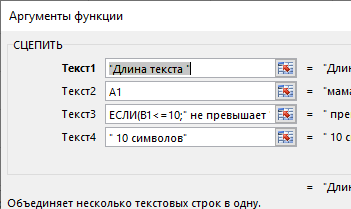 Аргументы функции
СЦЕПИТЬ
Текст1 "Длина текста " = "Длин
Текст2 A1 = "мама
Текст3 ЕСЛИ(B1<=10;" не превышает = " прев
Текст4 " 10 символов" = " 10 с
= "Длин
Объединяет несколько текстовых строк в одну.